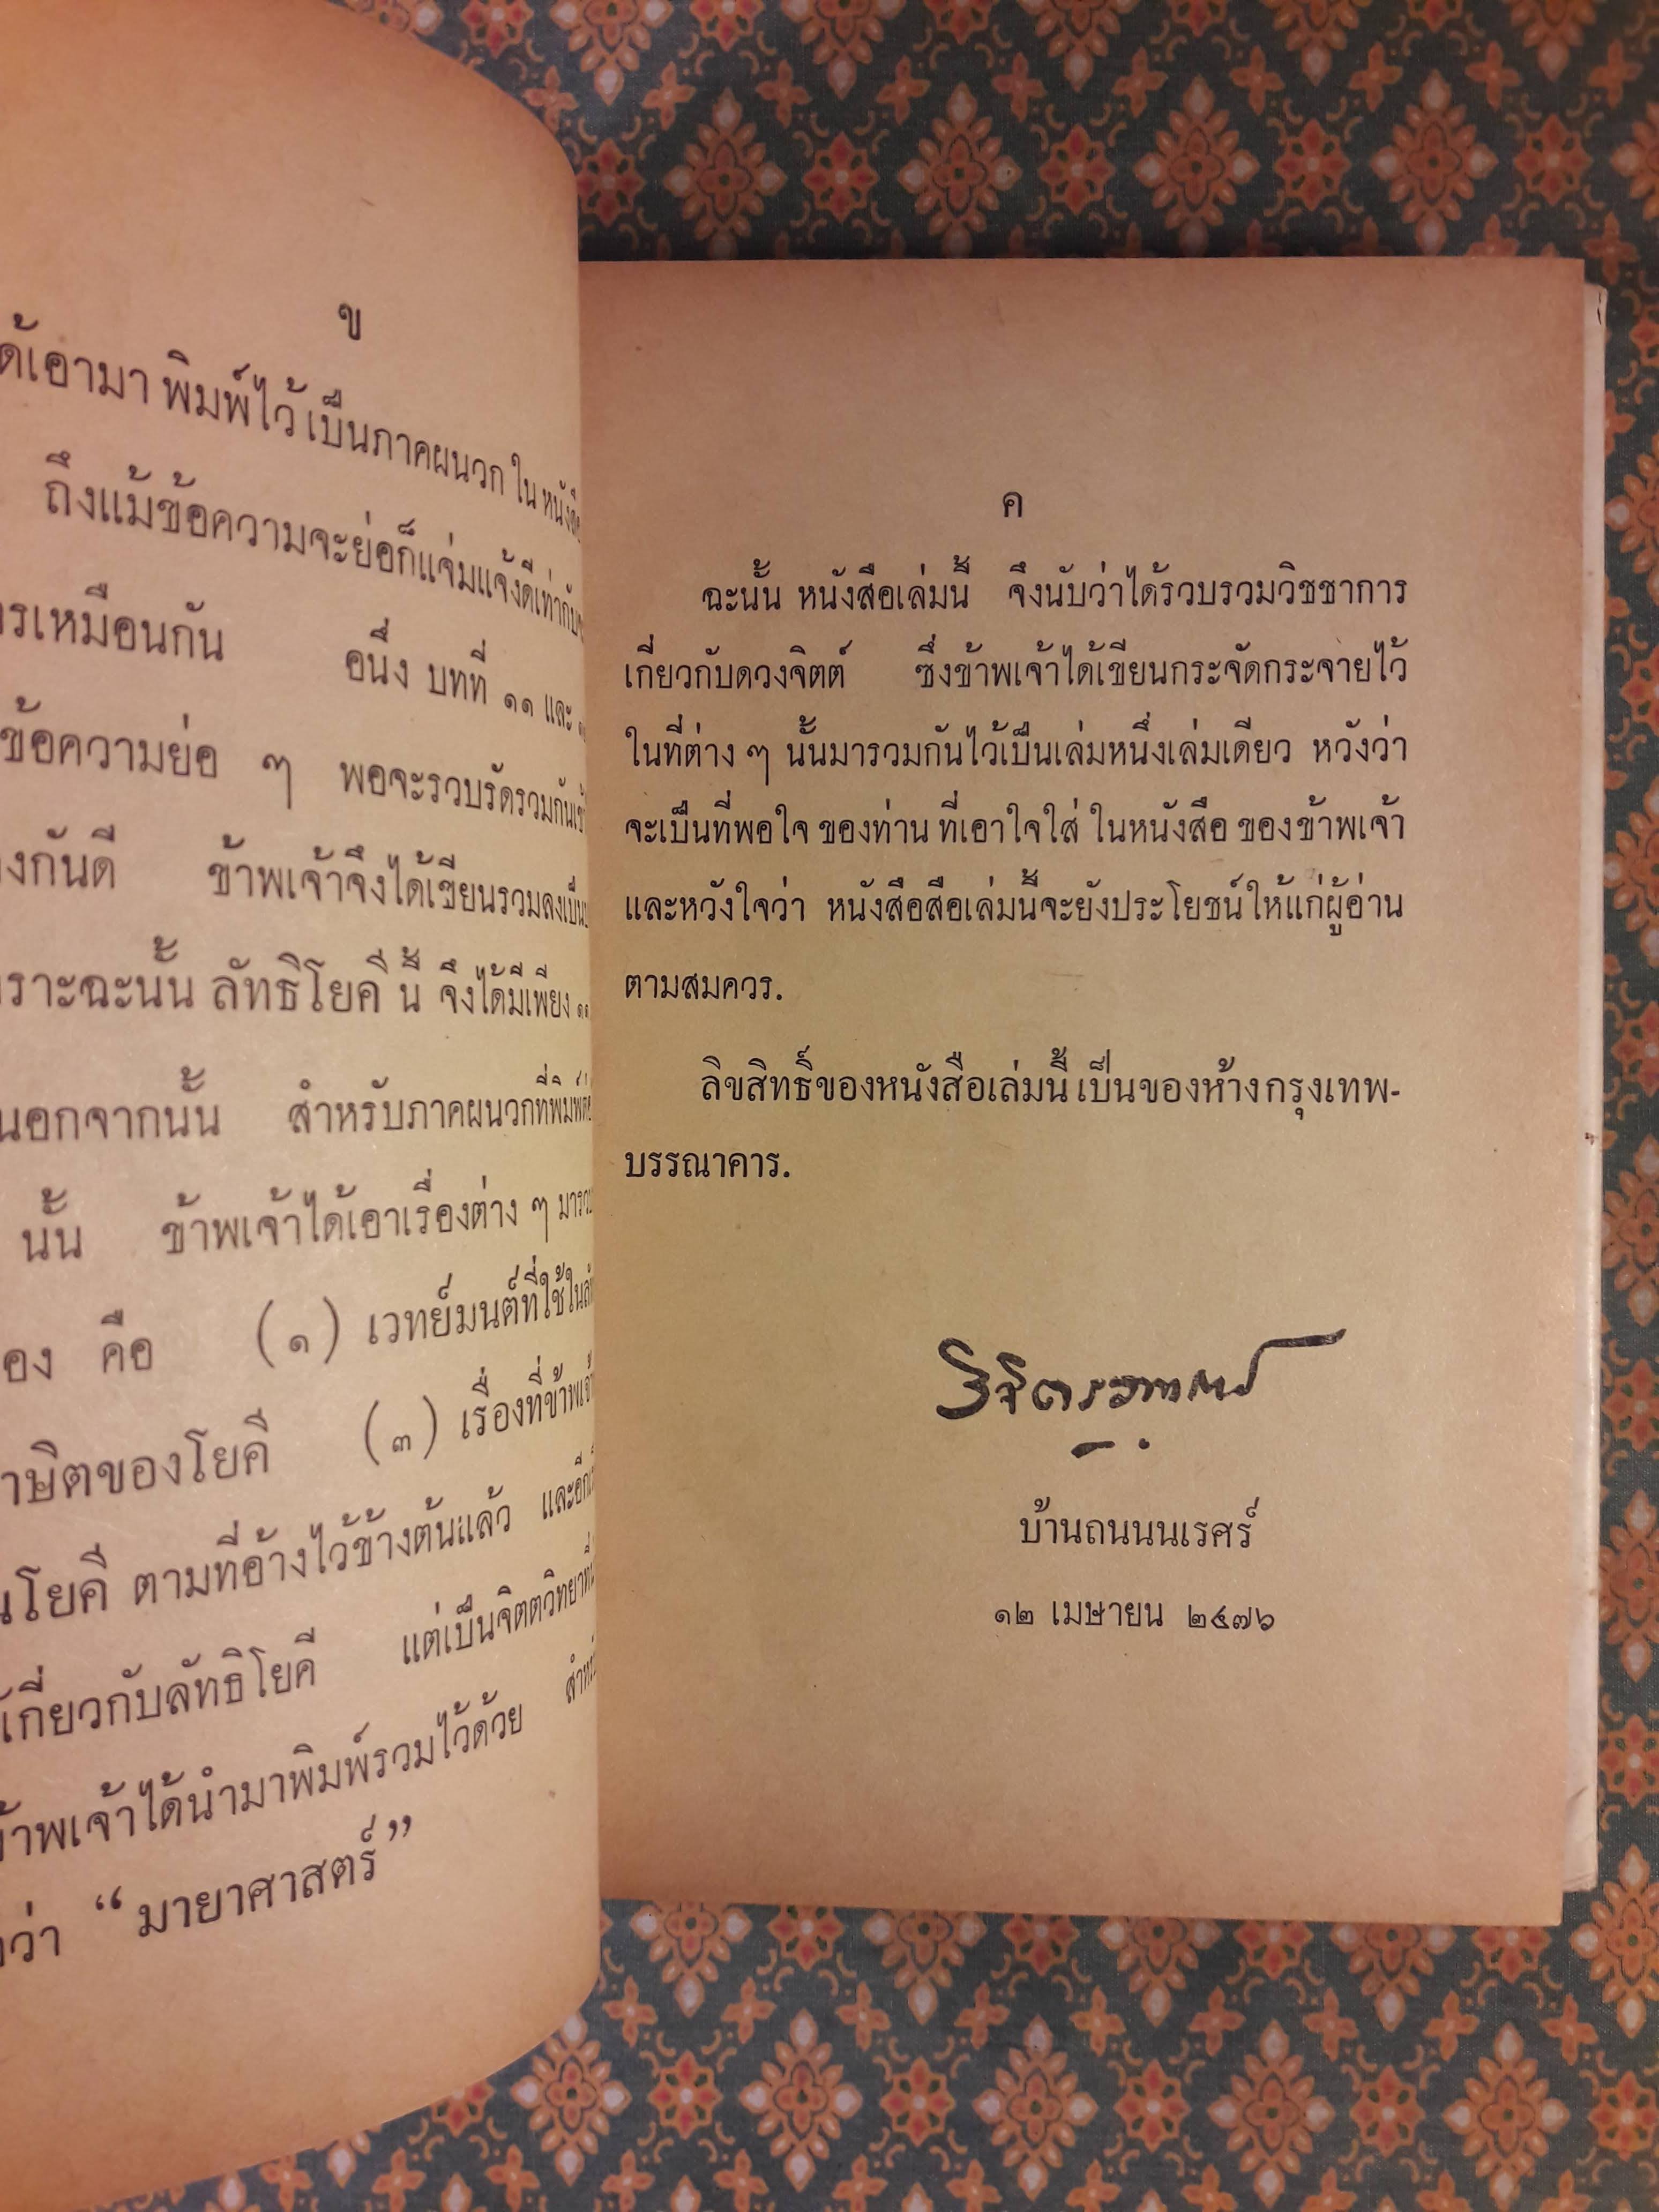 ข
ด้เอามา พิมพ์ไว้ เป็นภาคผนวก ใน
ถึงแม้ข้อความจะย่อก็แจ่มแจ้งดีเท่ากับ
เหมือนกัน อนึ่ง บทที่ ๑๑ และ
ข้อความย่อ ๆ พอจะรวบรัดรวมกัน
กันดี ข้าพเจ้าจึงได้เขียนรวมลงเป็น
ราะฉะนั้น ลัทธิโยคี นี้ จึงได้มีเพียง
นอกจากนั้น สำหรับภาคผนวกที่พิมพ์
นั้น ข้าพเจ้าได้เอาเรื่องต่าง ๆ มา
คือ (๑) เวทย์มนต์ที่ใช้ใน
าษิตของโยคี (๓) เรื่องที่ข้าพเจ้า
โยคี ตามที่อ้างไว้ข้างต้นแล้ว และ
เกี่ยวกับลัทธิโยคี แต่เป็นจิตตวิทยา
าพเจ้าได้นำมาพิมพ์รวมไว้ด้วย
ว่า “มายาศาสตร์”
ค
ฉะนั้น หนังสือเล่มนี้ จึงนับว่าได้รวบรวมวิชชาการ
เกี่ยวกับดวงจิตต์ ซึ่งข้าพเจ้าได้เขียนกระจัดกระจายไว้
ในที่ต่าง ๆ นั้นมารวมกันไว้เป็นเล่มหนึ่งเล่มเดียว หวังว่า
จะเป็นที่พอใจ ของท่าน ที่เอาใจใส่ ในหนังสือ ของข้าพเจ้า
และหวังใจว่า หนังสือสือเล่มนี้จะยังประโยชน์ให้แก่ผู้อ่าน
ตามสมควร.
ลิขสิทธิ์ของหนังสือเล่มนี้ เป็นของห้าง กรุงเทพ-
บรรณาคาร.
บ้านถนนนเรศร์
๑๒ เมษายน ๒๔๗๖